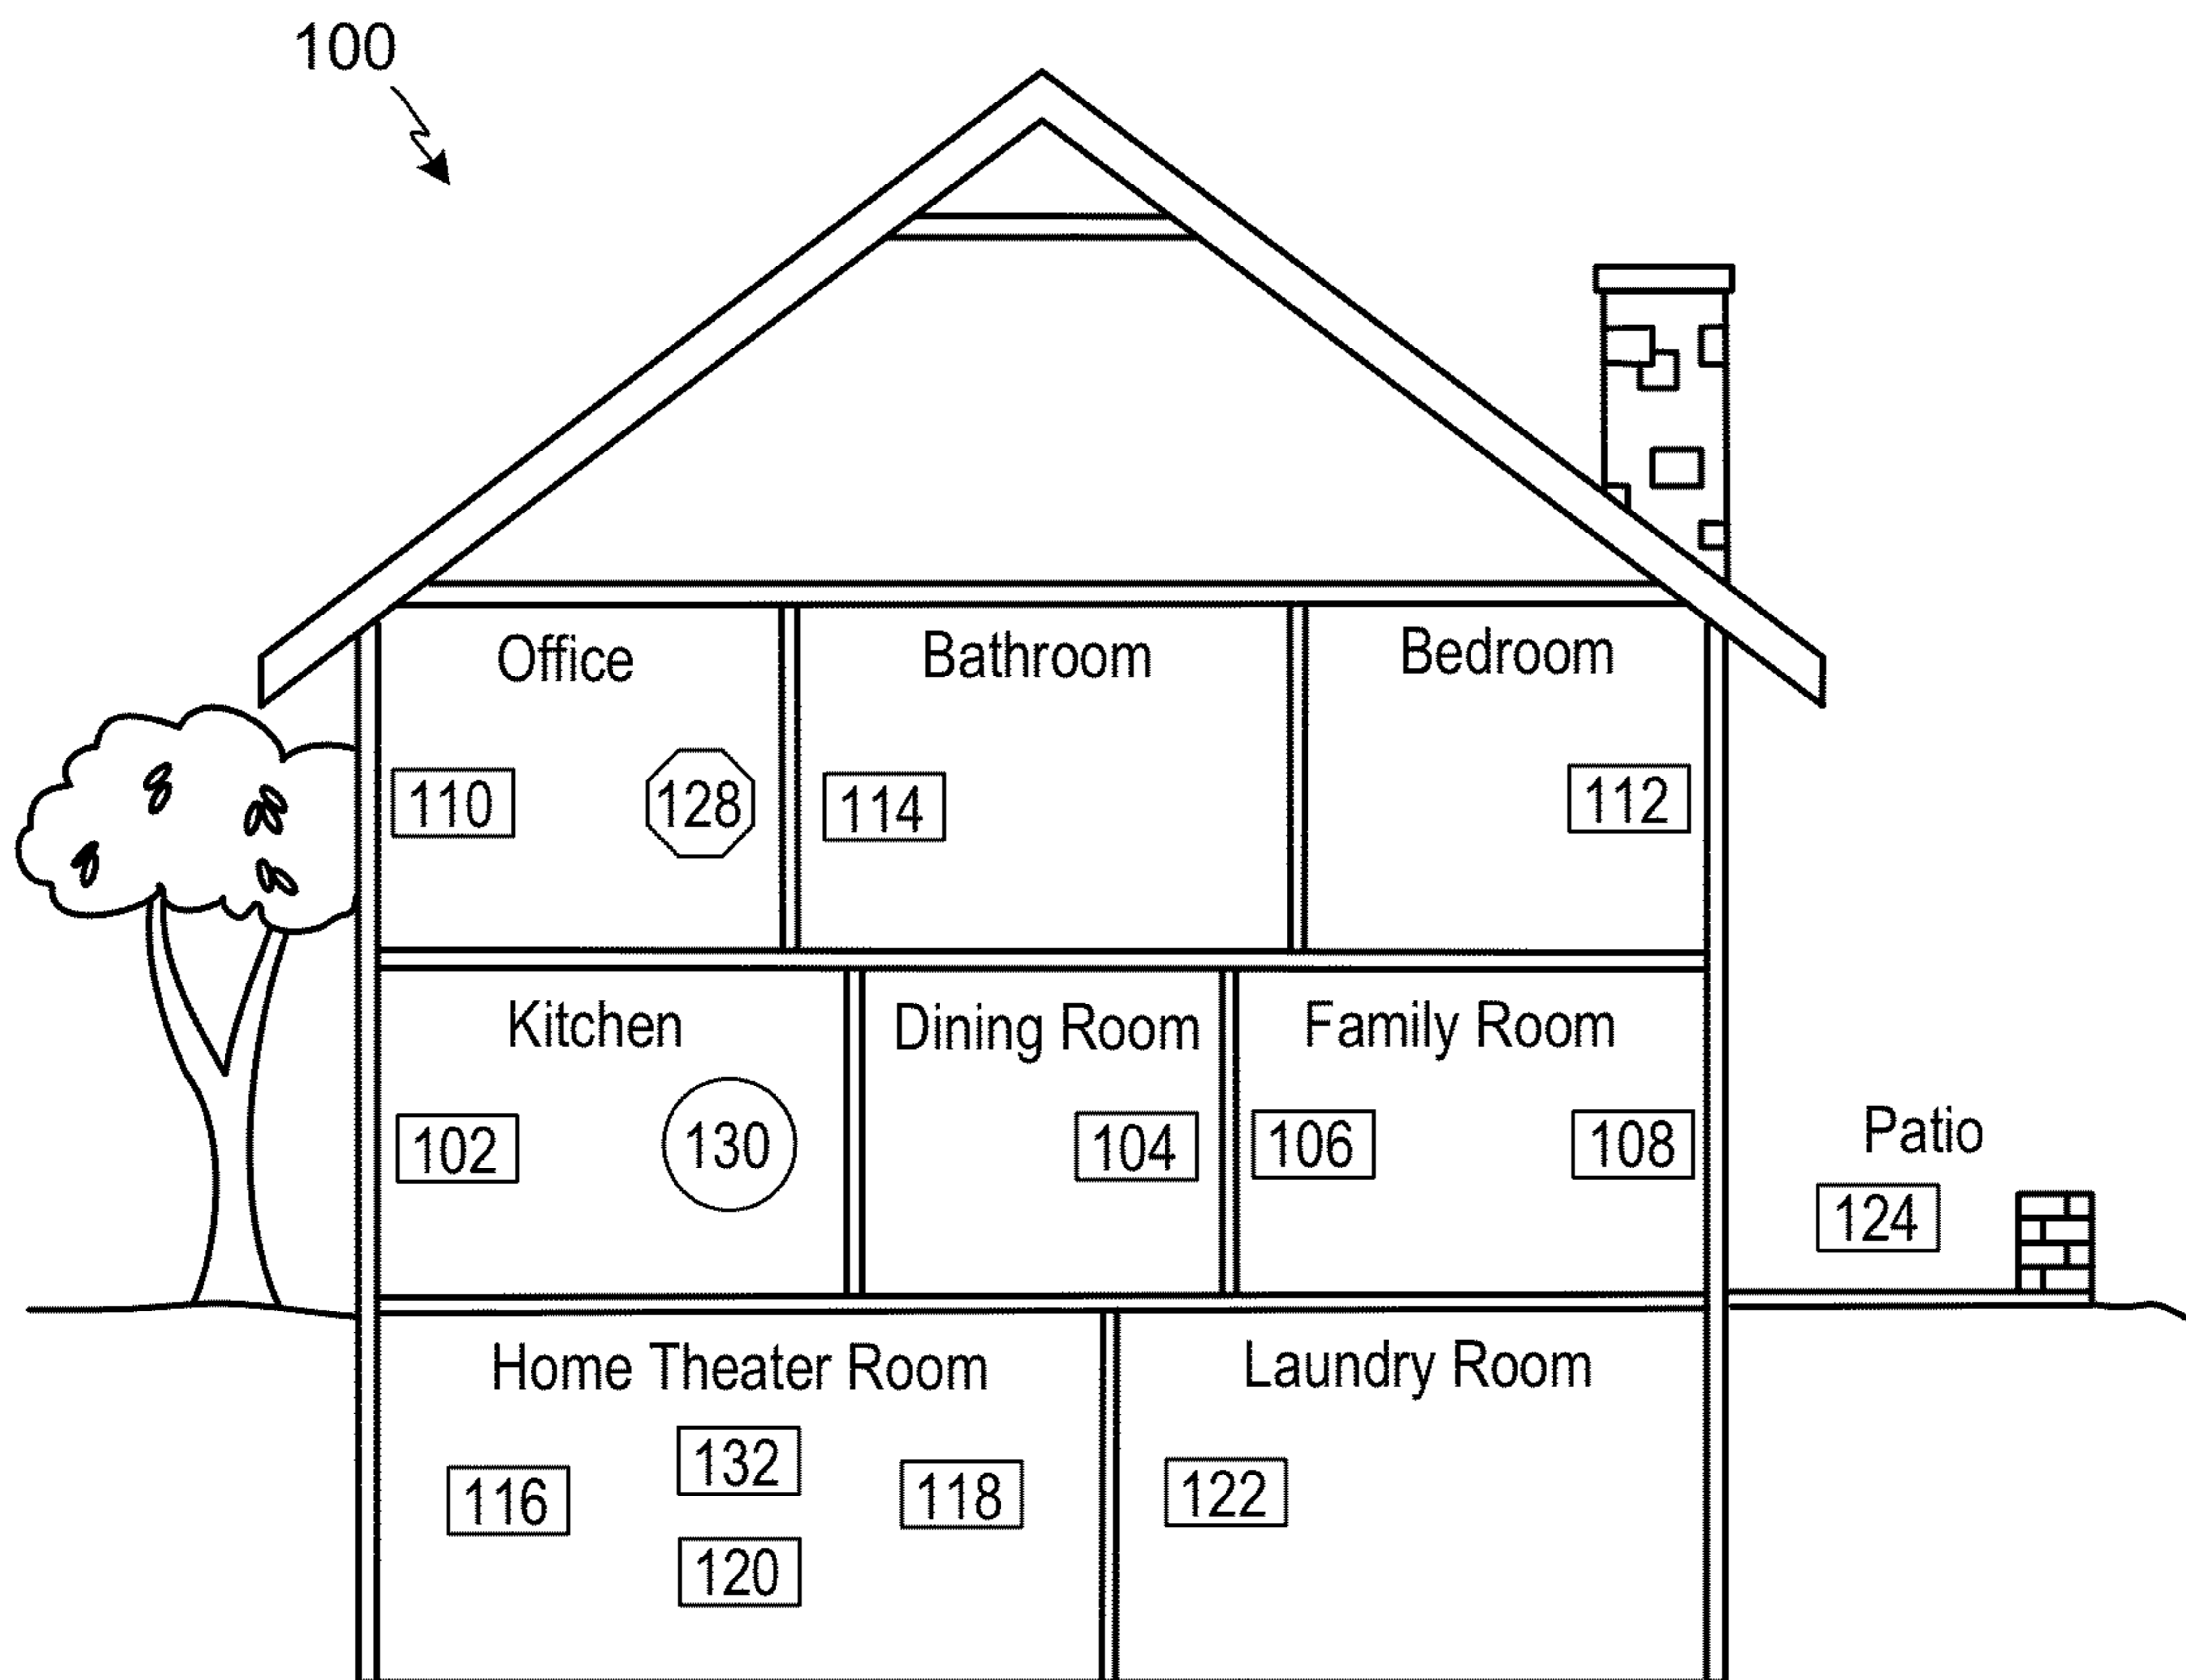 100
Office
Bathroom
Bedroom
110
128
114
112
Kitchen
Dining Room
Family Room
102
130
104
106
108
Patio
124
Home Theater Room
Laundry Room
116
132
118
120
122